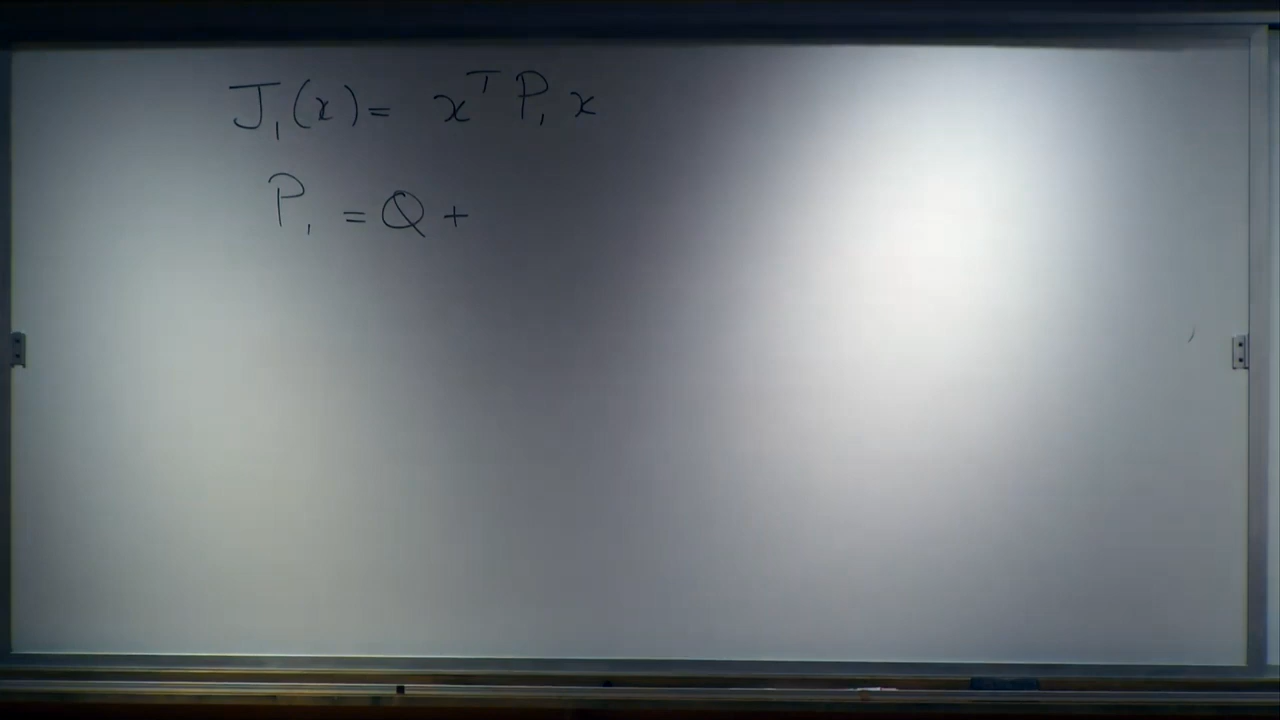 J₁(x) = xᵀ P₁ x
P₁ = Q +